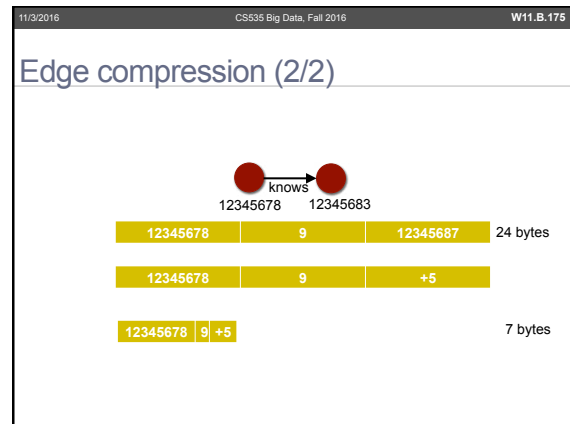 11/3/2016 CS535 Big Data, Fall 2016 W11.B.175
Edge compression (2/2)
knows
12345678 12345683
12345678 9 12345687 24 bytes
12345678 9 +5
12345678 9 +5 7 bytes